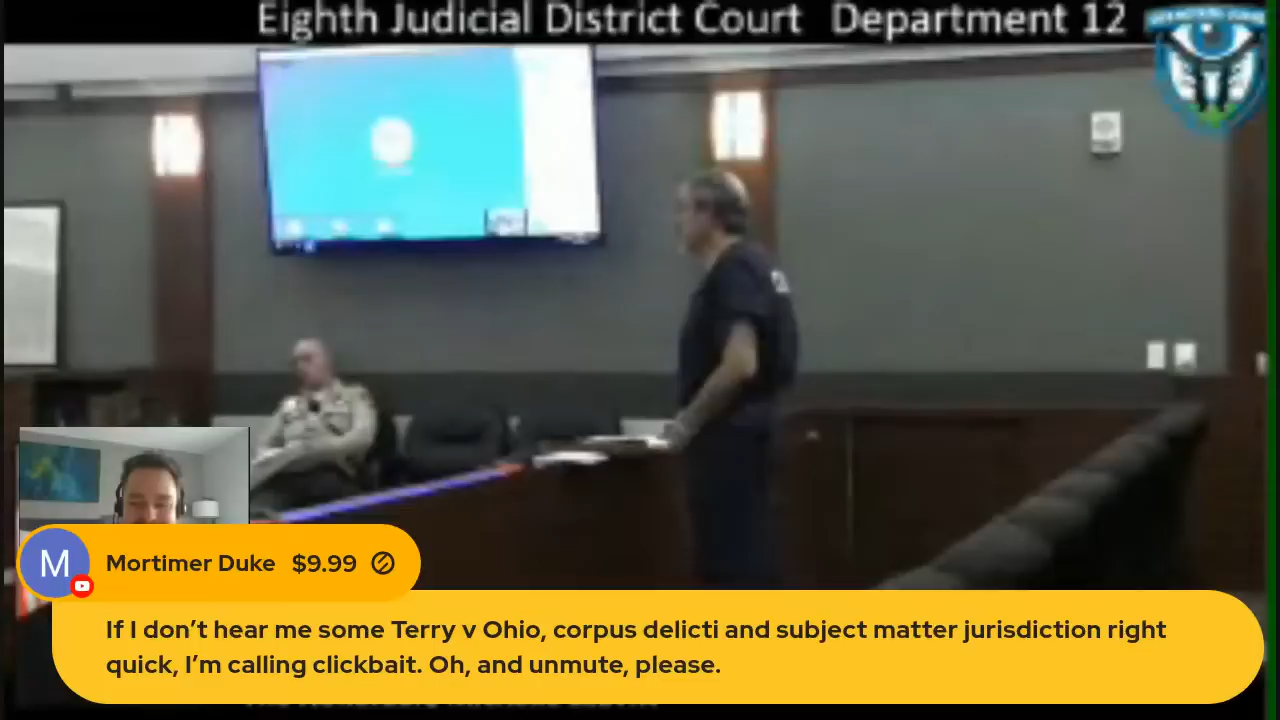 Eighth Judicial District Court Department 12
M
Mortimer Duke $9.99
If I don't hear me some Terry v Ohio, corpus delicti and subject matter jurisdiction right
quick, I'm calling clickbait. Oh, and unmute, please.